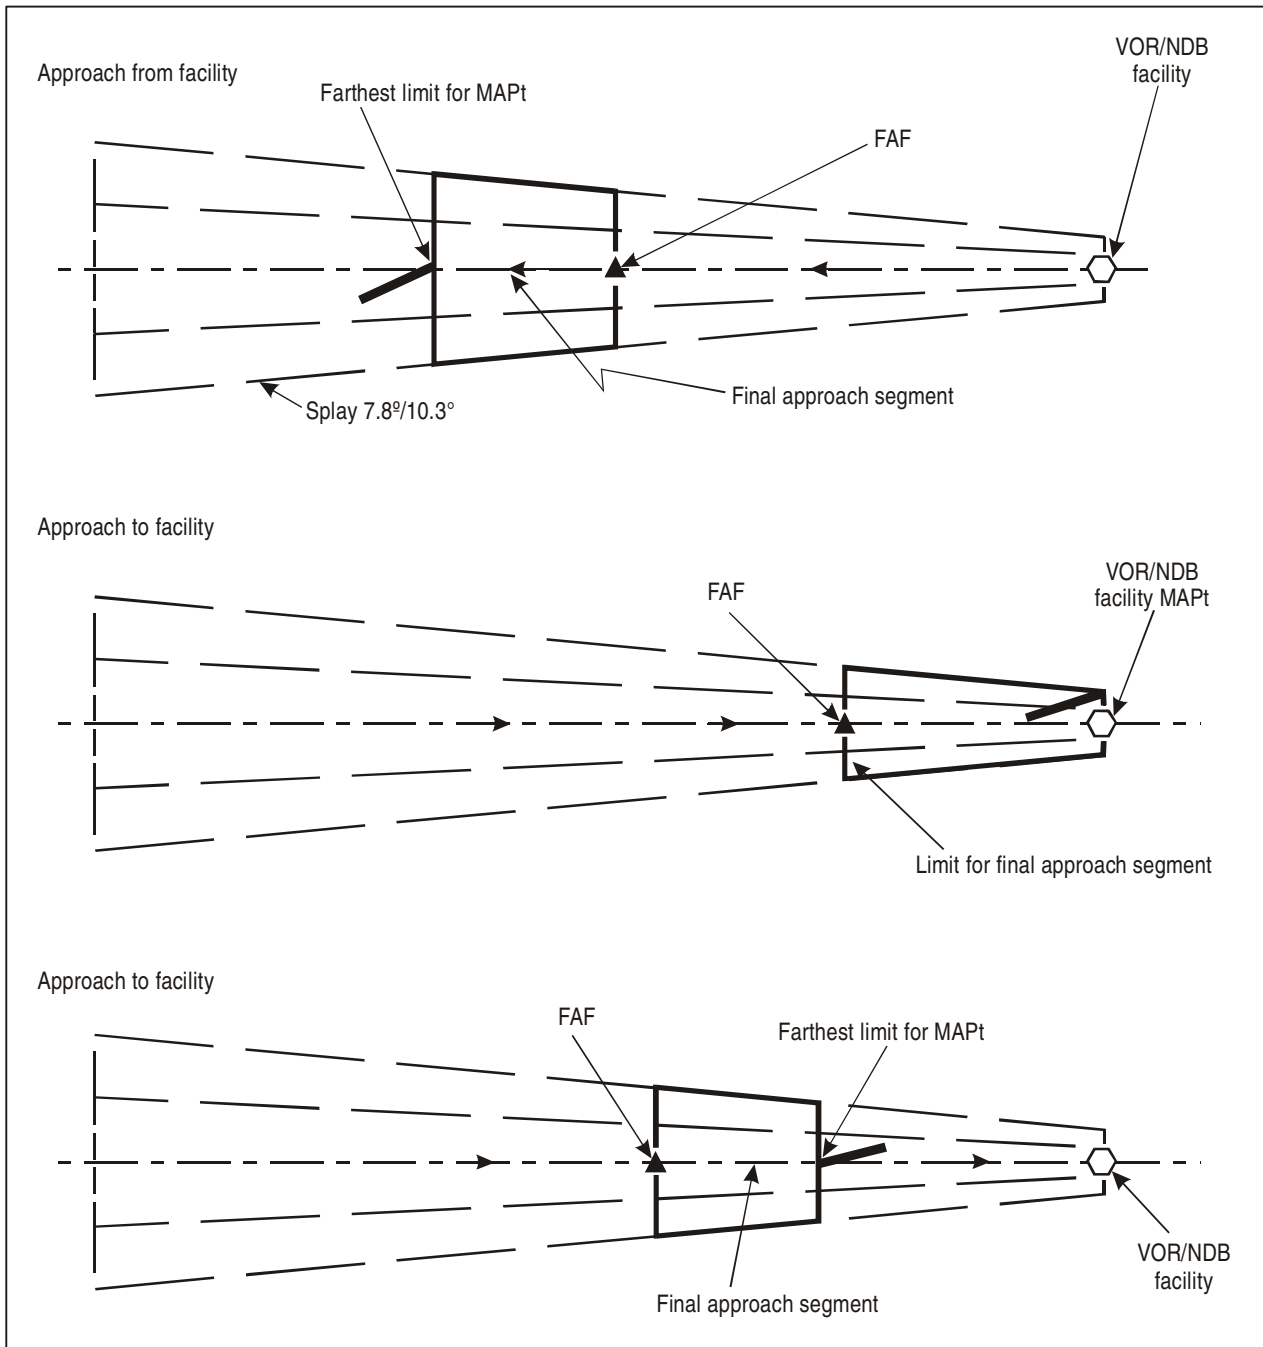 Approach from facility
VOR/NDB
facility
Farthest limit for MAPt
FAF
Final approach segment
Splay 7.8º/10.3°
Approach to facility
VOR/NDB
facility MAPt
FAF
Limit for final approach segment
Approach to facility
FAF
Farthest limit for MAPt
VOR/NDB
facility
Final approach segment